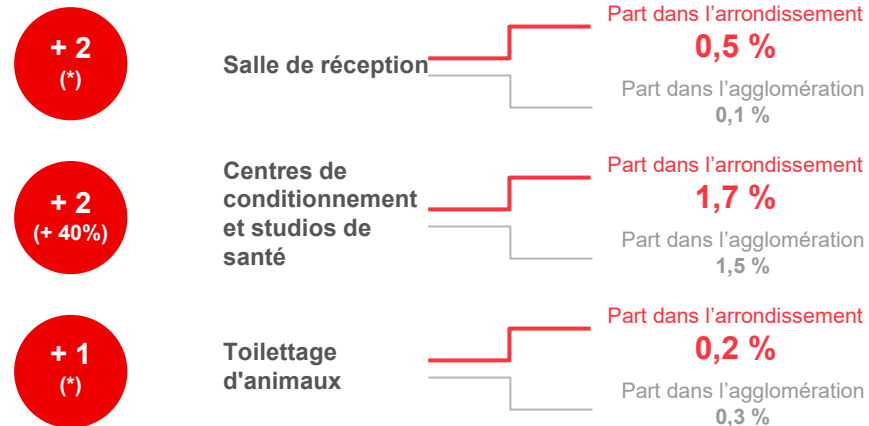 + 2
(*)
Salle de réception
Part dans l'arrondissement
0,5 %
Part dans l'agglomération
0,1 %
+ 2
(+ 40%)
Centres de
conditionnement
et studios de
santé
Part dans l'arrondissement
1,7 %
Part dans l'agglomération
1,5 %
+ 1
(*)
Toilettage
d'animaux
Part dans l'arrondissement
0,2 %
Part dans l'agglomération
0,3 %